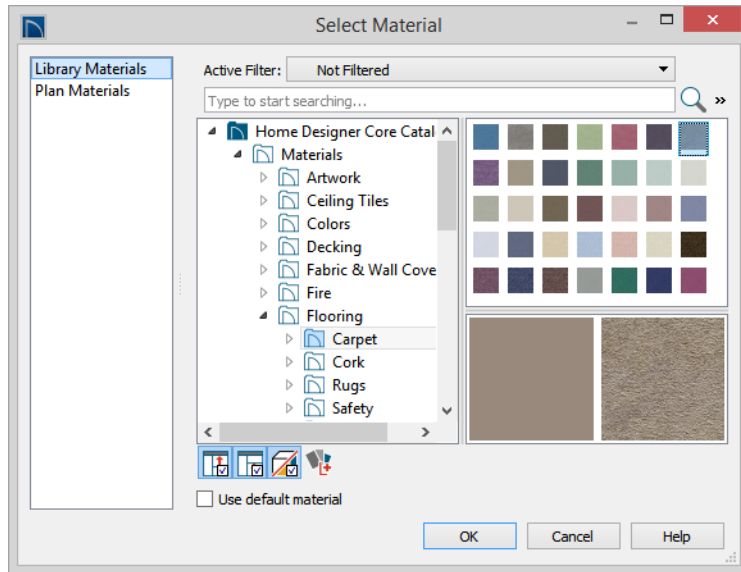 Select Material
Library Materials
Plan Materials
Active Filter: Not Filtered
Type to start searching...
»
Home Designer Core Catal
Materials
Artwork
Ceiling Tiles
Colors
Decking
Fabric & Wall Cove
Fire
Flooring
Carpet
Cork
Rugs
Safety
Use default material
OK Cancel Help